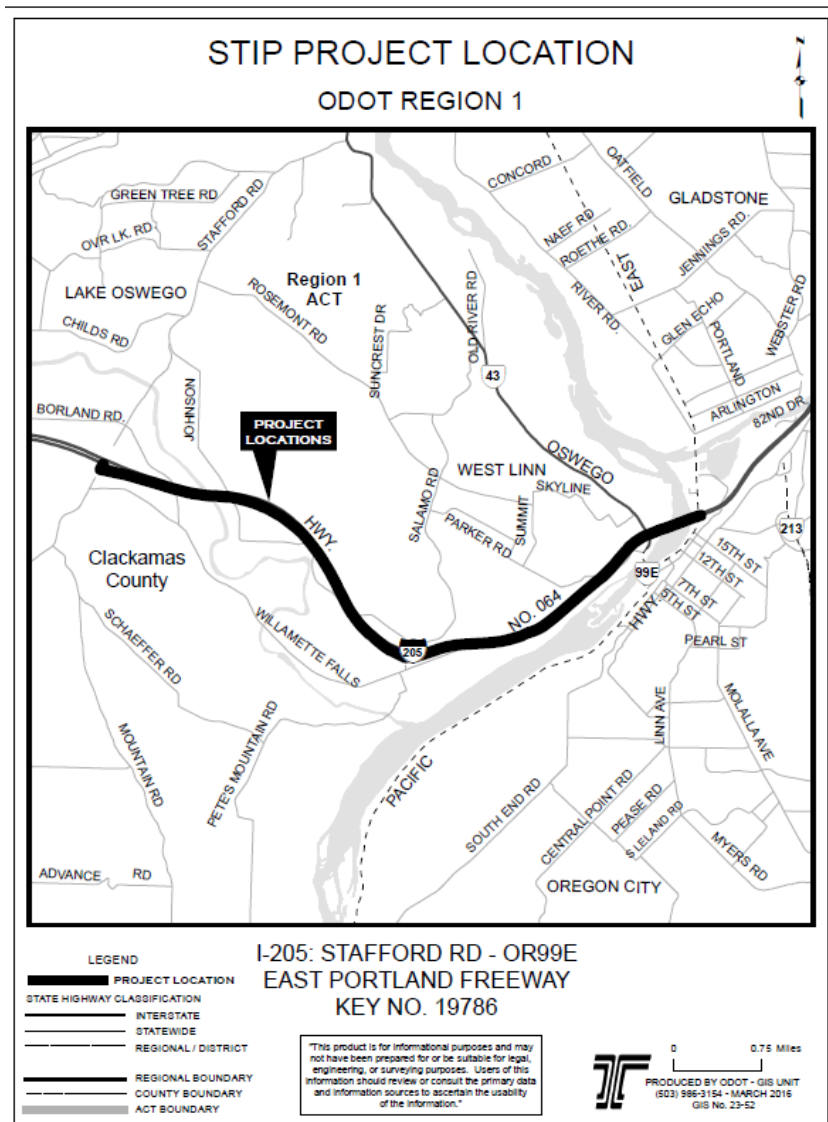 STIP PROJECT LOCATION
ODOT REGION 1
N
CONCORD
OATFIELD
GLADSTONE
GREEN TREE RD
STAFFORD RD
NAEF RD
ROETHE RD.
JENNINGS RD.
OVR LK. RD.
EAST
LAKE OSWEGO
Region 1
ACT
ROSEMONT RD
OLD RIVER RD
RIVER RD.
GLEN ECHO
WEBSTER RD
CHILDS RD
SUNCREST DR
PORTLAND
43
JOHNSON
ARLINGTON
BORLAND RD.
82ND DR
PROJECT
LOCATIONS
OSWEGO
WEST LINN
SKYLINE
SALAMO RD
SUMMIT
HWY.
PARKER RD
213
15TH ST
12TH ST
Clackamas
County
99E
7TH ST
5TH ST
NO. 064
HWY.
WILLAMETTE FALLS
SCHAEFFER RD
205
PEARL ST
LINN AVE
MOLALLA AVE
MOUNTAIN RD
PETE'S MOUNTAIN RD
PACIFIC
SOUTH END RD
CENTRAL POINT RD
PEASE RD
S LELAND RD
MYERS RD
ADVANCE RD
OREGON CITY
LEGEND
PROJECT LOCATION
STATE HIGHWAY CLASSIFICATION
INTERSTATE
STATEWIDE
REGIONAL / DISTRICT
REGIONAL BOUNDARY
COUNTY BOUNDARY
ACT BOUNDARY
I-205: STAFFORD RD - OR99E
EAST PORTLAND FREEWAY
KEY NO. 19786
"This product is for informational purposes and may
not have been prepared for or be suitable for legal,
engineering, or surveying purposes. Users of this
information should review or consult the primary data
and information sources to ascertain the usability
of the information."
0 0.75 Miles
PRODUCED BY ODOT - GIS UNIT
(503) 986-3154 - MARCH 2016
GIS No. 23-52